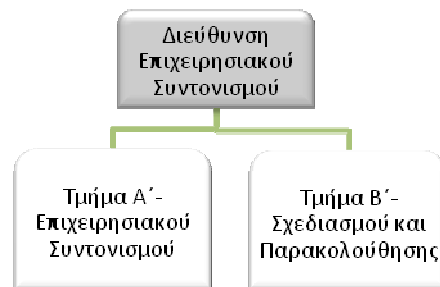 Διεύθυνση
Επιχειρησιακού
Συντονισμού
Τμήμα Α΄-
Επιχειρησιακού
Συντονισμού
Τμήμα Β΄-
Σχεδιασμού και
Παρακολούθησης